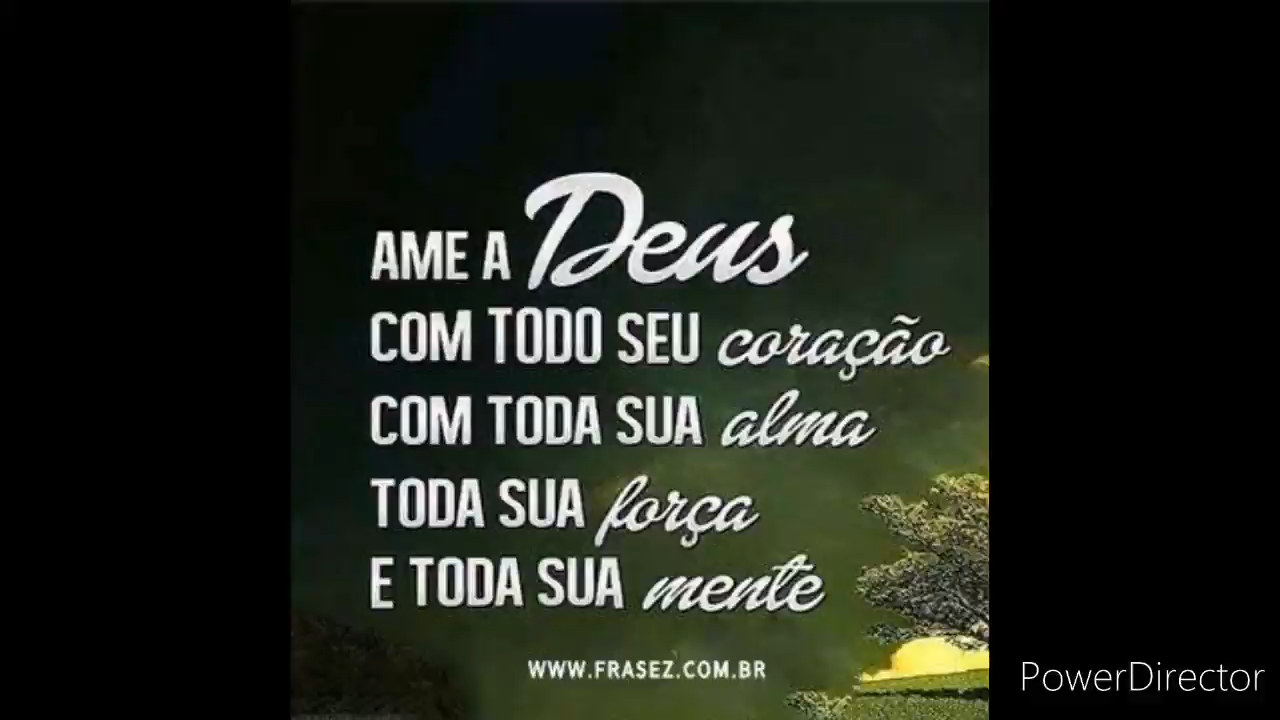 AME A Deus
COM TODO SEU coração
COM TODA SUA alma
TODA SUA força
E TODA SUA mente
WWW.FRASEZ.COM.BR
PowerDirector